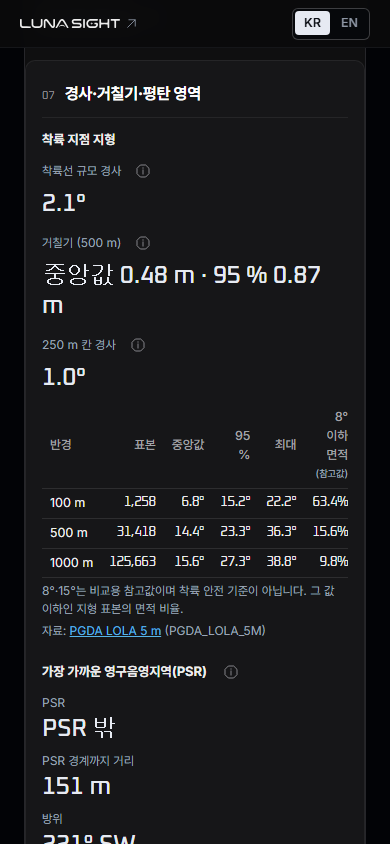 LUNA SIGHT ↗
KR EN
07 경사·거칠기·평탄 영역
착륙 지점 지형
착륙선 규모 경사
2.1°
거칠기 (500 m)
중앙값 0.48 m · 95 % 0.87
m
250 m 칸 경사
1.0°
반경 표본 중앙값 95 % 최대 8° 이하 면적 (참고값)
100 m 1,258 6.8° 15.2° 22.2° 63.4%
500 m 31,418 14.4° 23.3° 36.3° 15.6%
1000 m 125,663 15.6° 27.3° 38.8° 9.8%
8°·15°는 비교용 참고값이며 착륙 안전 기준이 아닙니다. 그 값
이하인 지형 표본의 면적 비율.
자료: PGDA LOLA 5 m (PGDA_LOLA_5M)
가장 가까운 영구음영지역(PSR)
PSR
PSR 밖
PSR 경계까지 거리
151 m
방위
221° SW